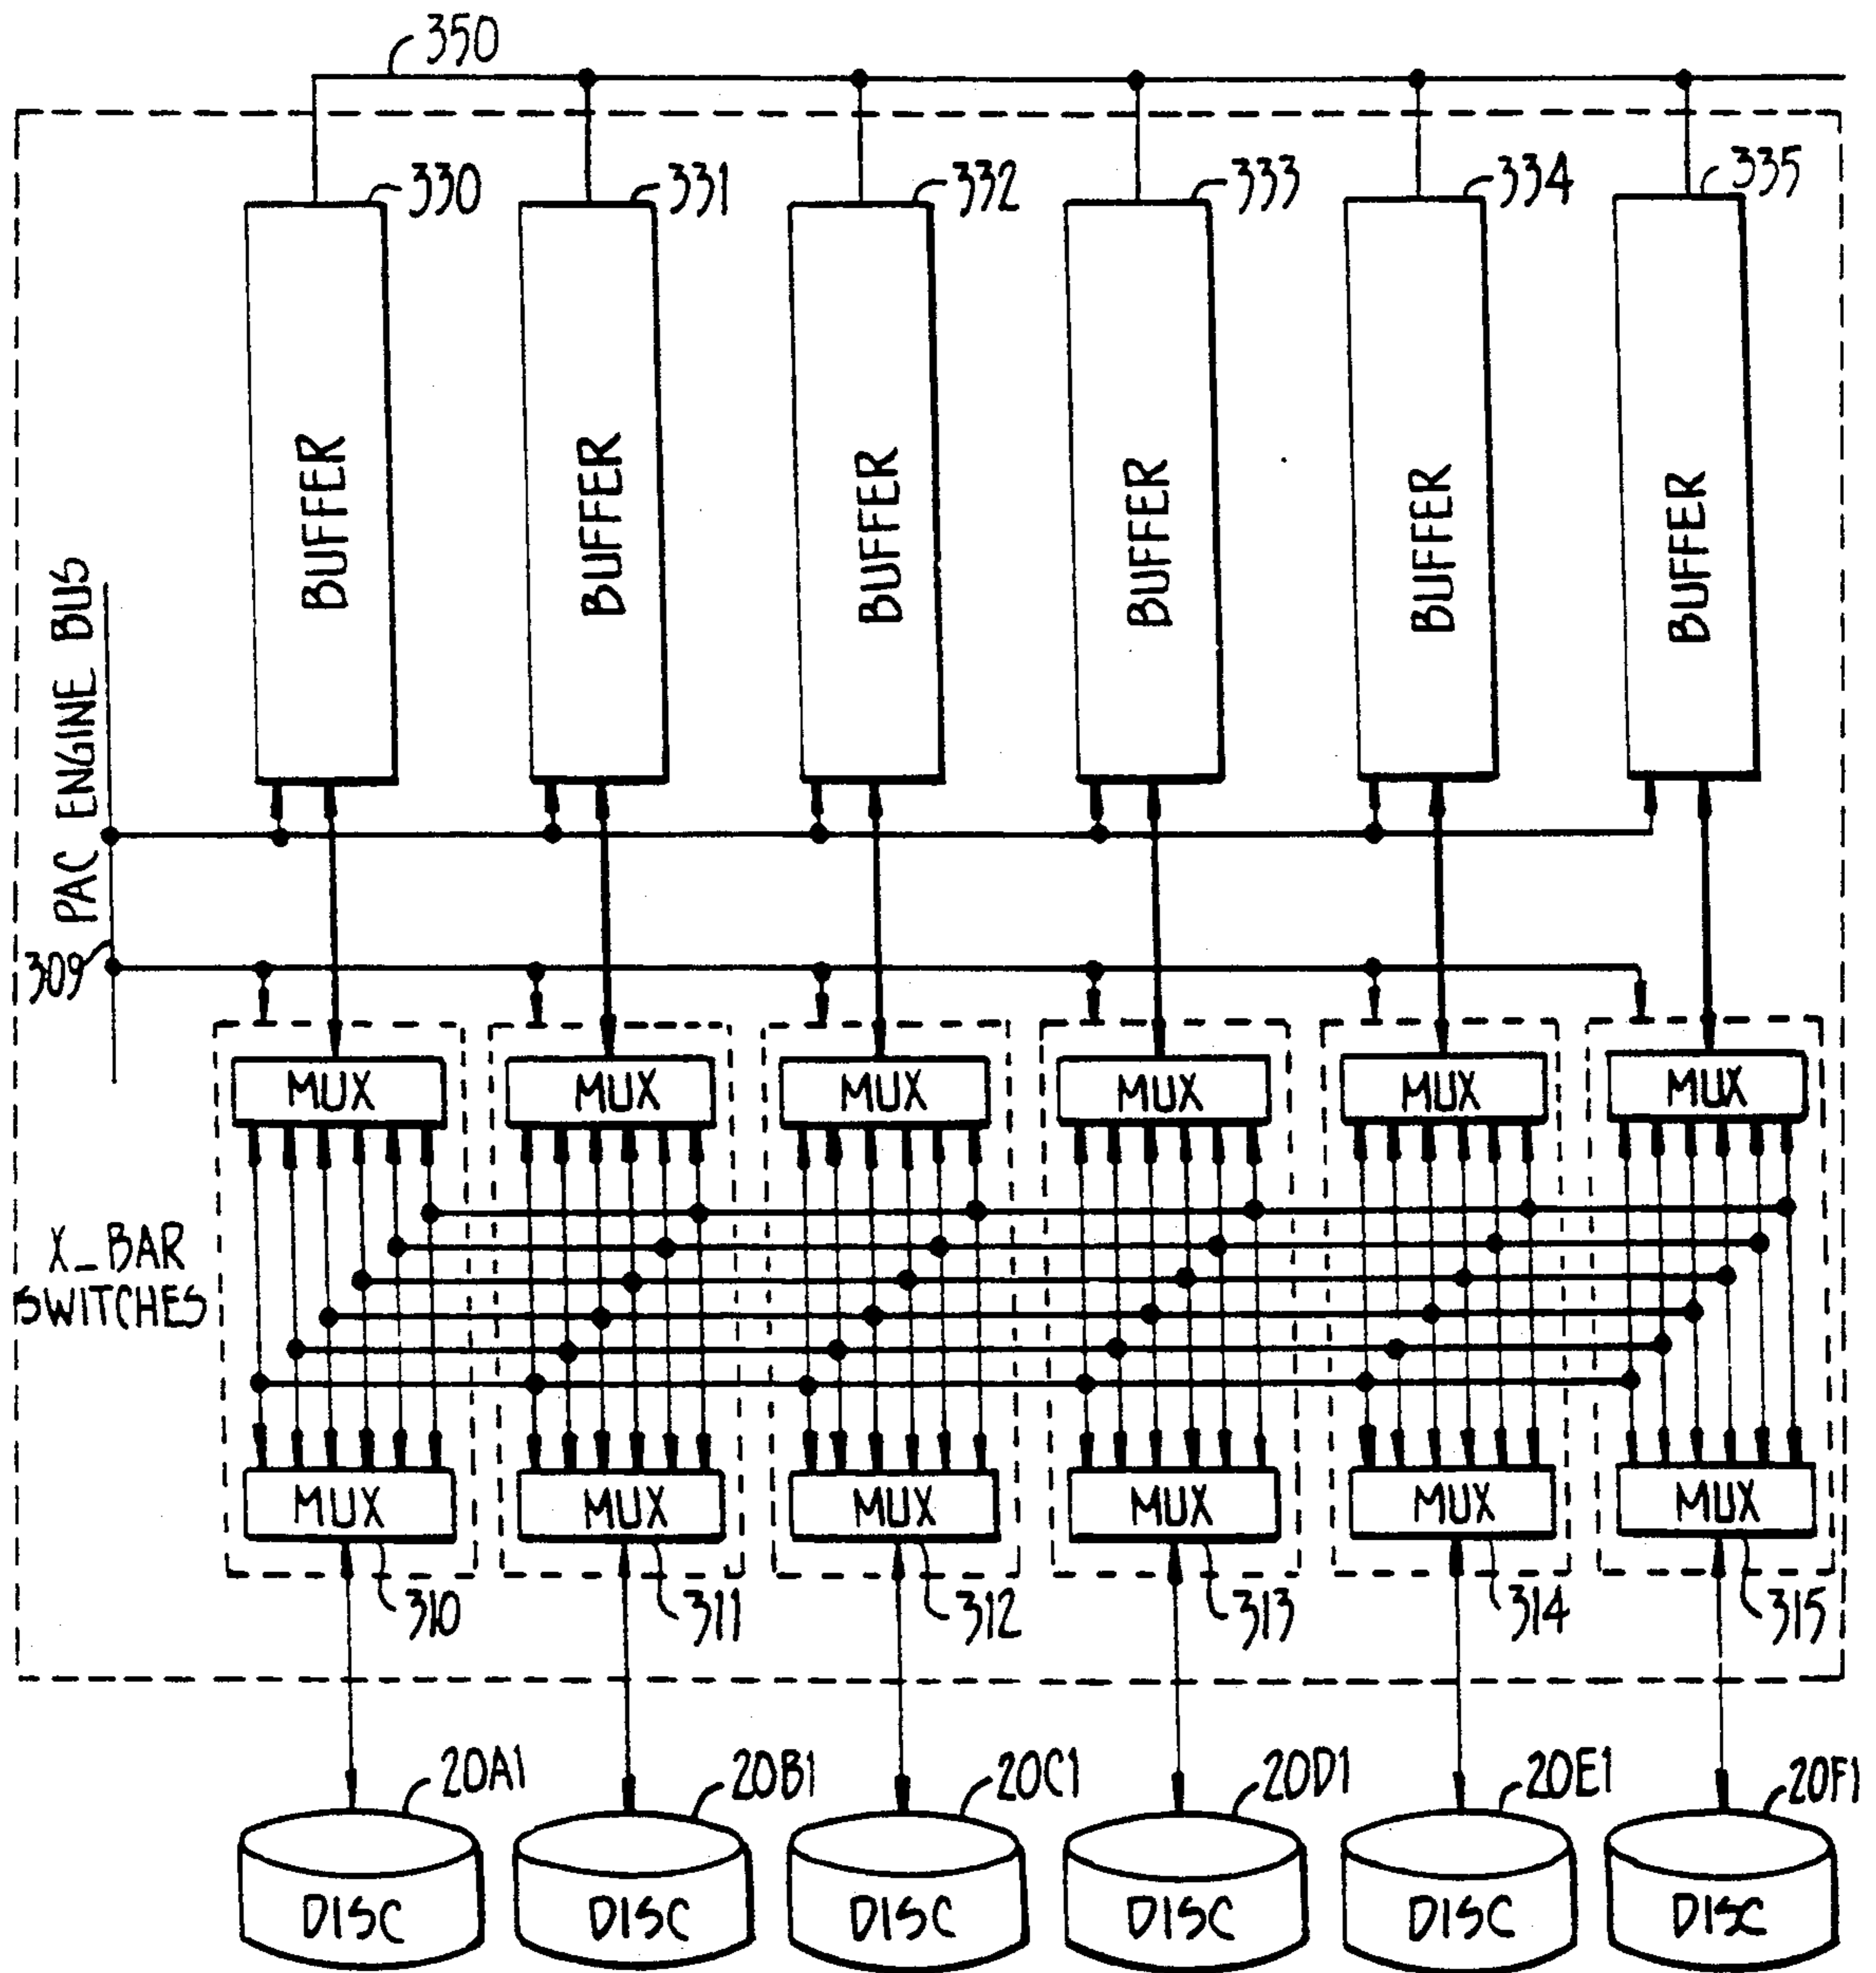 350
330
331
332
333
334
335
BUFFER
BUFFER
BUFFER
BUFFER
BUFFER
BUFFER
PAC ENGINE BUS
309
MUX
MUX
MUX
MUX
MUX
MUX
X_BAR
SWITCHES
MUX
MUX
MUX
MUX
MUX
MUX
310
311
312
313
314
315
20A1
20B1
20C1
20D1
20E1
20F1
DISC
DISC
DISC
DISC
DISC
DISC